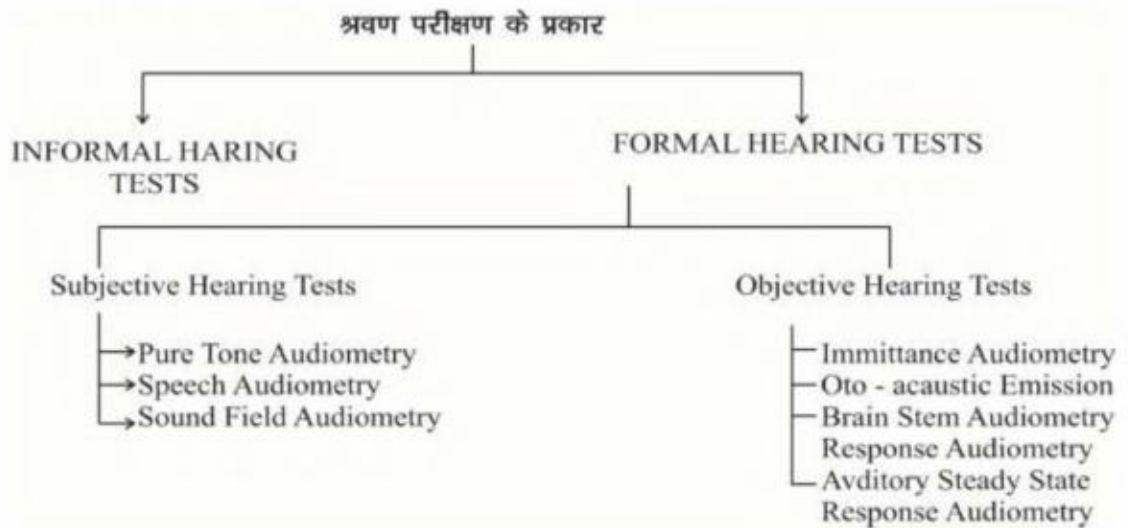 श्रवण परीक्षण के प्रकार
INFORMAL HARING
TESTS
FORMAL HEARING TESTS
Subjective Hearing Tests
Pure Tone Audiometry
Speech Audiometry
Sound Field Audiometry
Objective Hearing Tests
Immittance Audiometry
Oto - acaustic Emission
Brain Stem Audiometry
Response Audiometry
Avditory Steady State
Response Audiometry